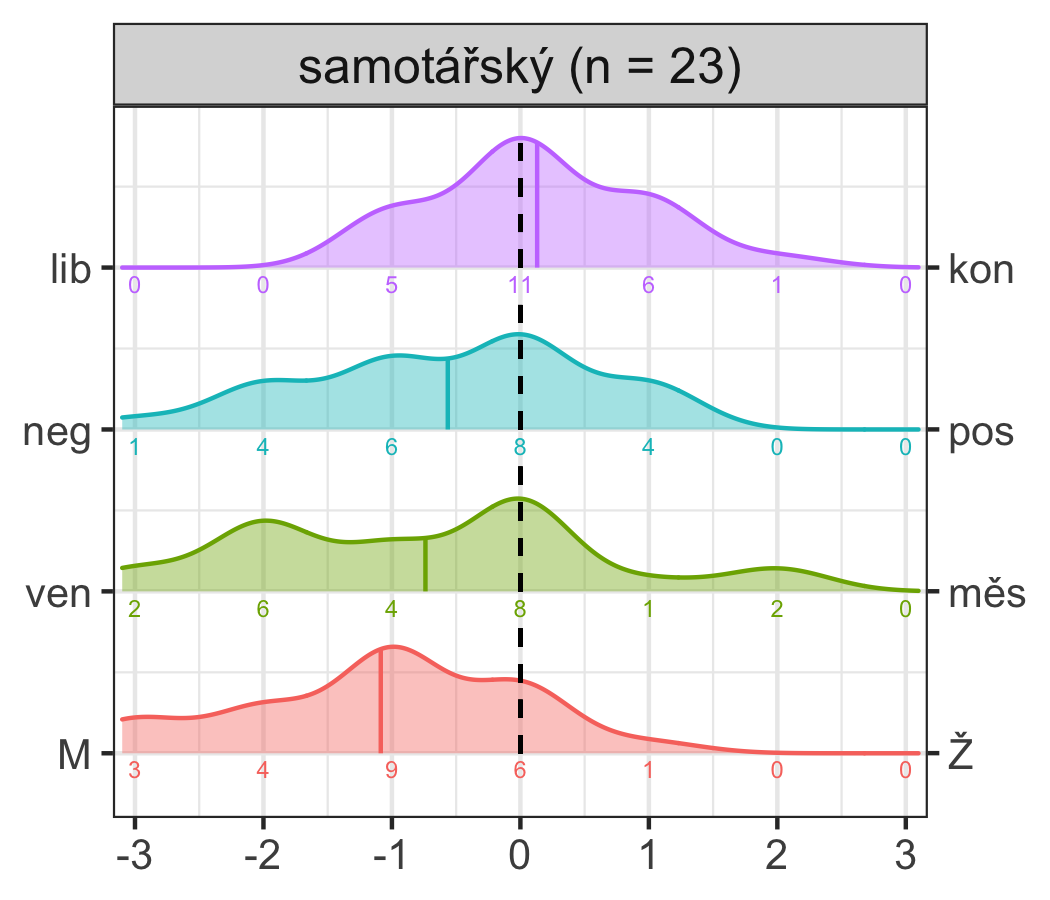 samotářský (n = 23)
lib kon
0 0 5 11 6 1 0
neg pos
1 4 6 8 4 0 0
ven měs
2 6 4 8 1 2 0
M Ž
3 4 9 6 1 0 0
-3 -2 -1 0 1 2 3